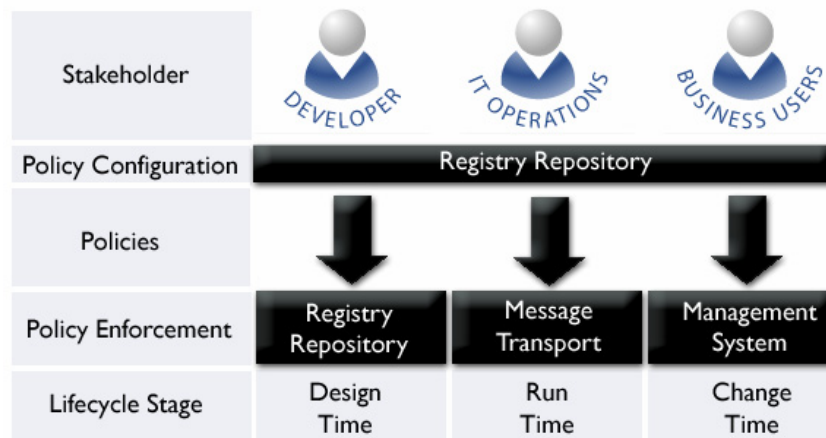 Stakeholder
DEVELOPER
IT OPERATIONS
BUSINESS USERS
Policy Configuration
Registry Repository
Policies
Policy Enforcement
Registry
Repository
Message
Transport
Management
System
Lifecycle Stage
Design
Time
Run
Time
Change
Time